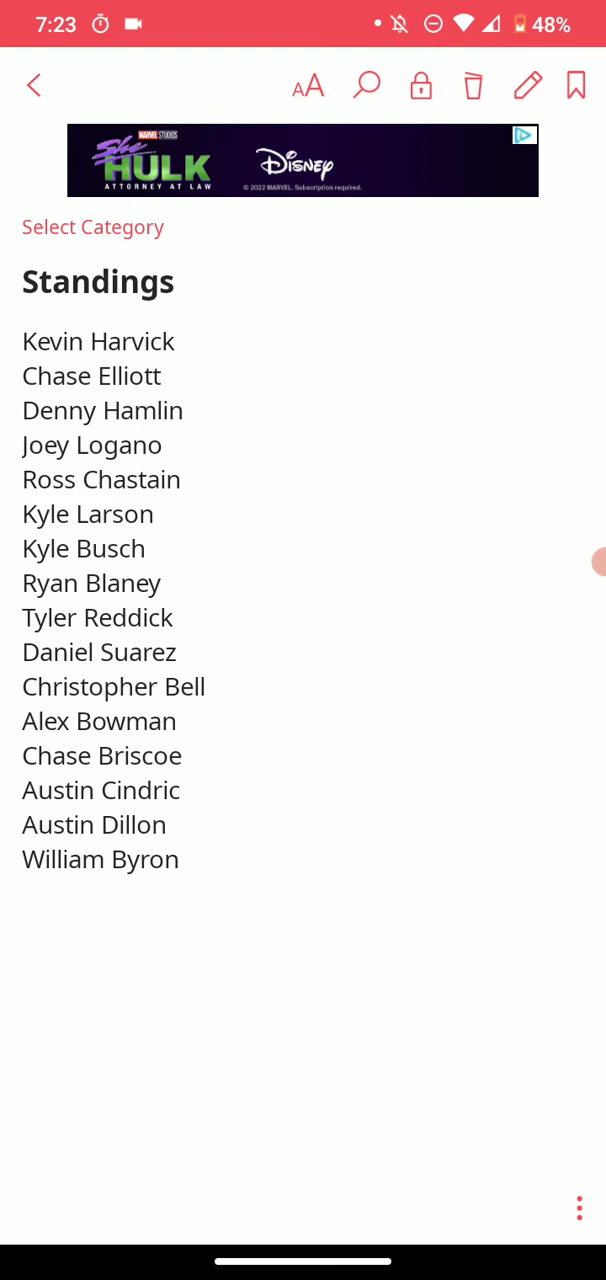 7:23
48%
AA
MARVEL STUDIOS
She
HULK
ATTORNEY AT LAW
Disney
© 2022 MARVEL. Subscription required.
Select Category
Standings
Kevin Harvick
Chase Elliott
Denny Hamlin
Joey Logano
Ross Chastain
Kyle Larson
Kyle Busch
Ryan Blaney
Tyler Reddick
Daniel Suarez
Christopher Bell
Alex Bowman
Chase Briscoe
Austin Cindric
Austin Dillon
William Byron